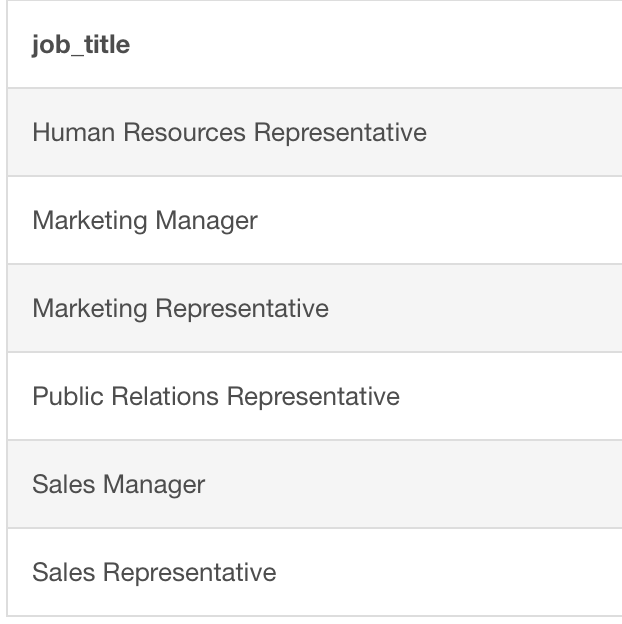 job_title
Human Resources Representative
Marketing Manager
Marketing Representative
Public Relations Representative
Sales Manager
Sales Representative